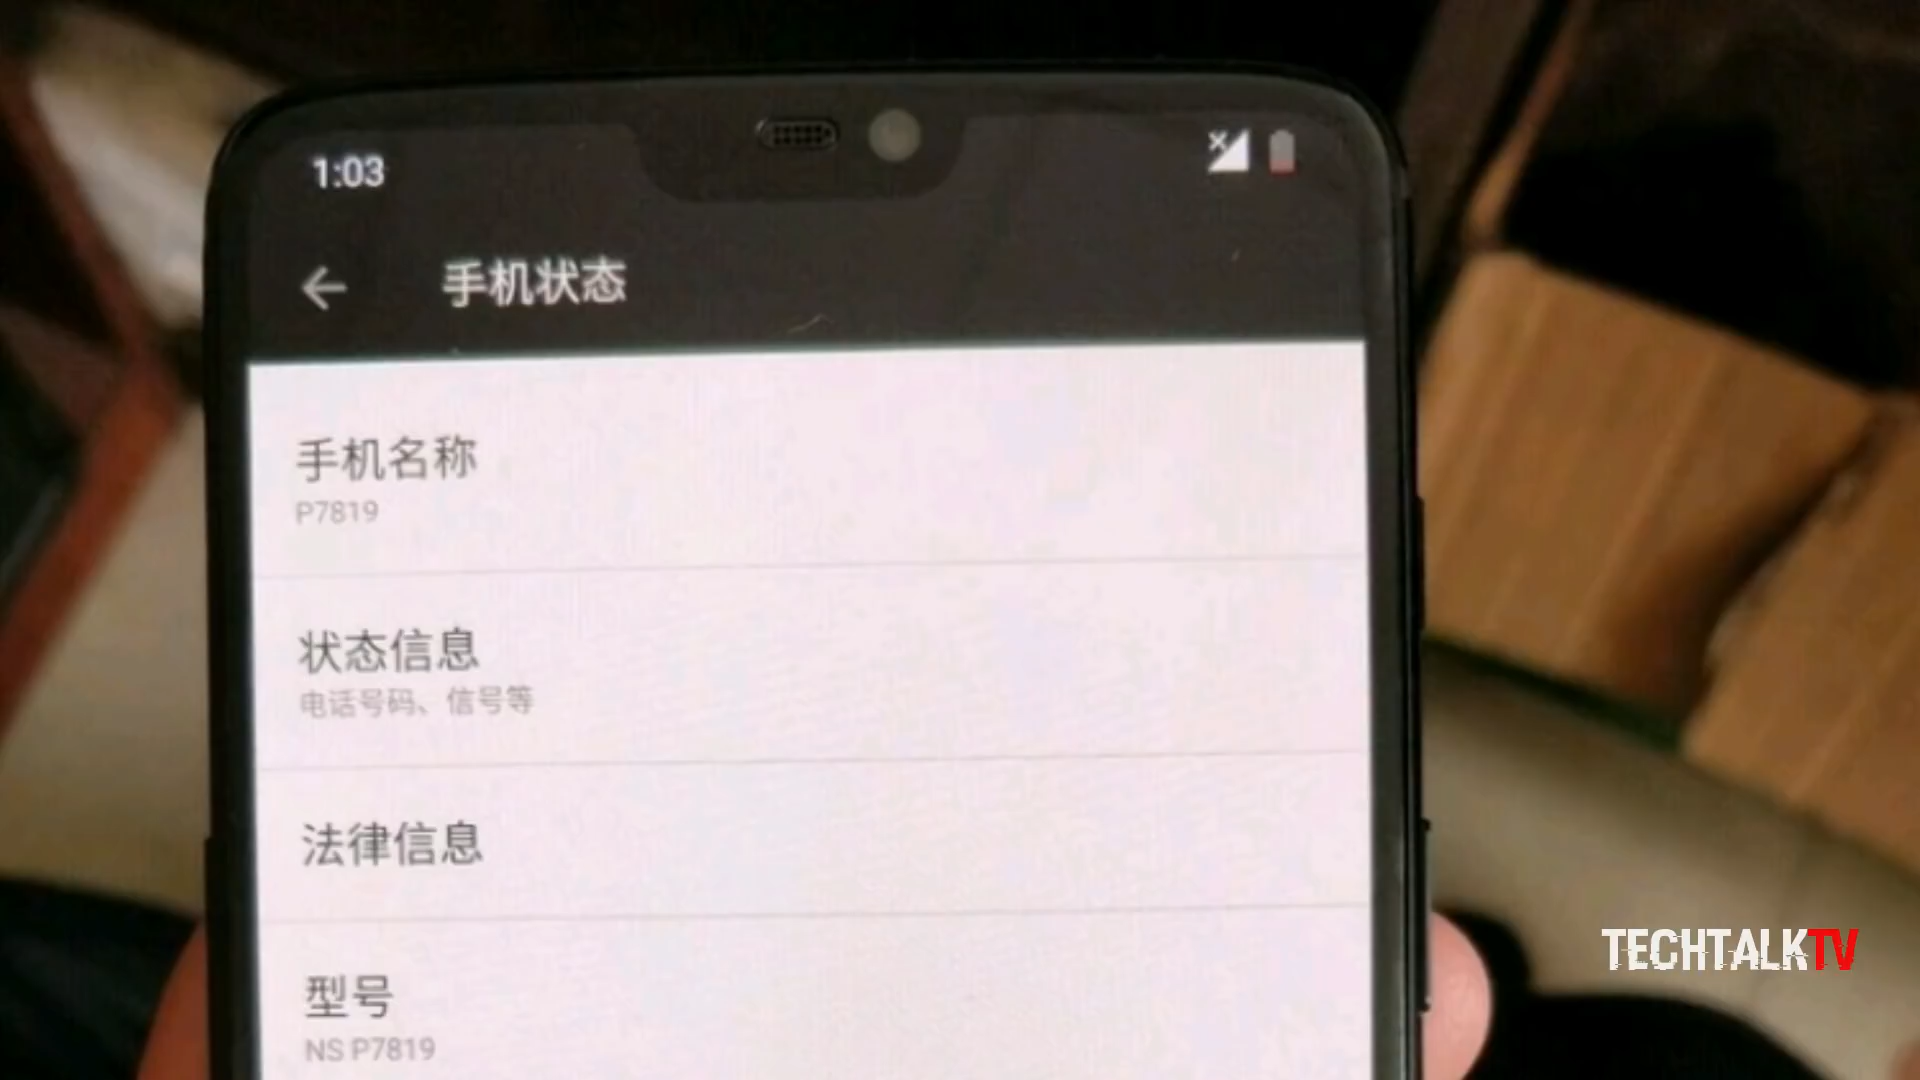 1:03
手机状态
手机名称
P7819
状态信息
电话号码、信号等
法律信息
型号
NS P7819
TECHTALKTV